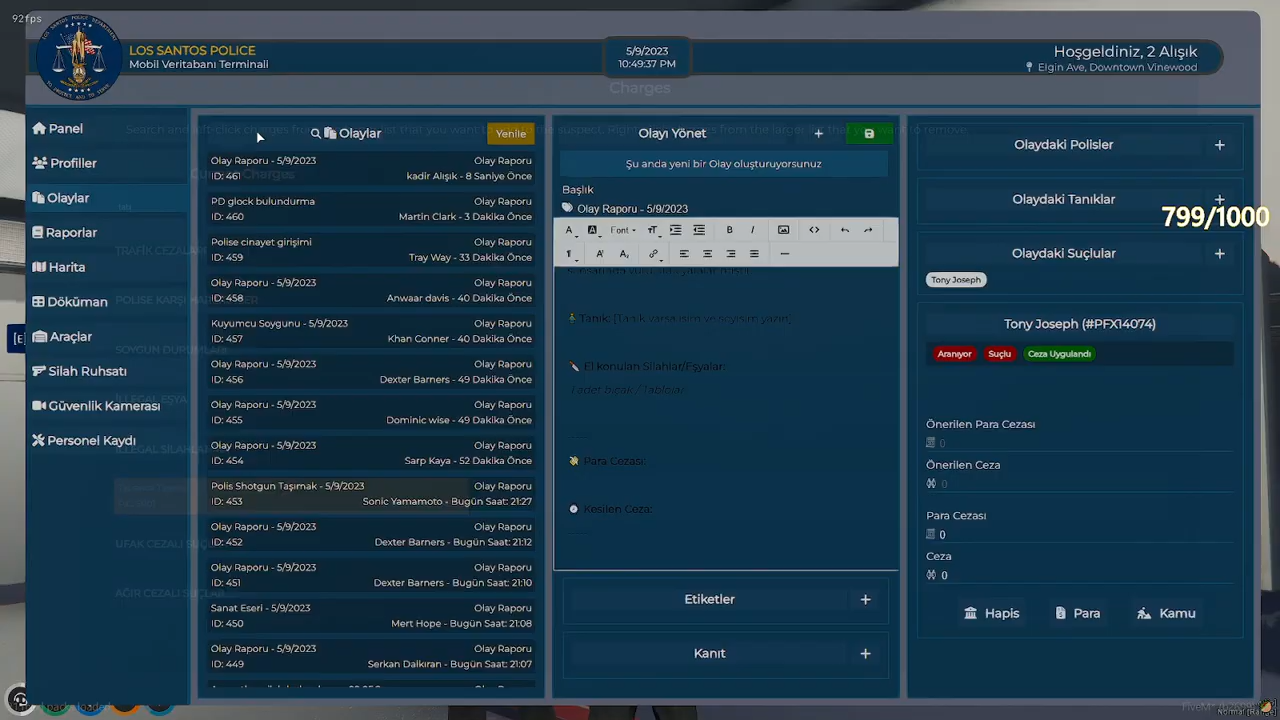 92fps
LOS SANTOS POLICE
Mobil Veritabanı Terminali
5/9/2023
10:49:37 PM
Hoşgeldiniz, 2 Alışık
Elgin Ave, Downtown Vinewood
Charges
Panel
Profiller
Olaylar
Raporlar
Harita
Döküman
Araçlar
Silah Ruhsatı
Güvenlik Kamerası
Personel Kaydı
Olaylar
Yenile
Olay Raporu - 5/9/2023 Olay Raporu
ID: 461 kadir Alışık - 8 Saniye Önce
PD glock bulundurma Olay Raporu
ID: 460 Martin Clark - 3 Dakika Önce
Polise cinayet girişimi Olay Raporu
ID: 459 Tray Way - 33 Dakika Önce
Olay Raporu - 5/9/2023 Olay Raporu
ID: 458 Anwaar davis - 40 Dakika Önce
Kuyumcu Soygunu - 5/9/2023 Olay Raporu
ID: 457 Khan Conner - 40 Dakika Önce
Olay Raporu - 5/9/2023 Olay Raporu
ID: 456 Dexter Barners - 49 Dakika Önce
Olay Raporu - 5/9/2023 Olay Raporu
ID: 455 Dominic wise - 49 Dakika Önce
Olay Raporu - 5/9/2023 Olay Raporu
ID: 454 Sarp Kaya - 52 Dakika Önce
Polis Shotgun Taşımak - 5/9/2023 Olay Raporu
ID: 453 Sonic Yamamoto - Bugün Saat: 21:27
Olay Raporu - 5/9/2023 Olay Raporu
ID: 452 Dexter Barners - Bugün Saat: 21:12
Olay Raporu - 5/9/2023 Olay Raporu
ID: 451 Dexter Barners - Bugün Saat: 21:10
Sanat Eseri - 5/9/2023 Olay Raporu
ID: 450 Mert Hope - Bugün Saat: 21:08
Olay Raporu - 5/9/2023 Olay Raporu
ID: 449 Serkan Dalkıran - Bugün Saat: 21:07
Olayı Yönet
Şu anda yeni bir Olay oluşturuyorsunuz
Başlık
Olay Raporu - 5/9/2023
Font
Tanık: [Tanık varsa isim ve soyisim yazın]
El konulan Silahlar/Eşyalar:
1 adet bıçak / Tablolar
Para Cezası:
Kesilen Ceza:
Etiketler
Kanıt
Olaydaki Polisler
Olaydaki Tanıklar
799/1000
Olaydaki Suçlular
Tony Joseph
Tony Joseph (#PFX14074)
Aranıyor Suçlu Ceza Uygulandı
Önerilen Para Cezası
0
Önerilen Ceza
0
Para Cezası
0
Ceza
0
Hapis Para Kamu